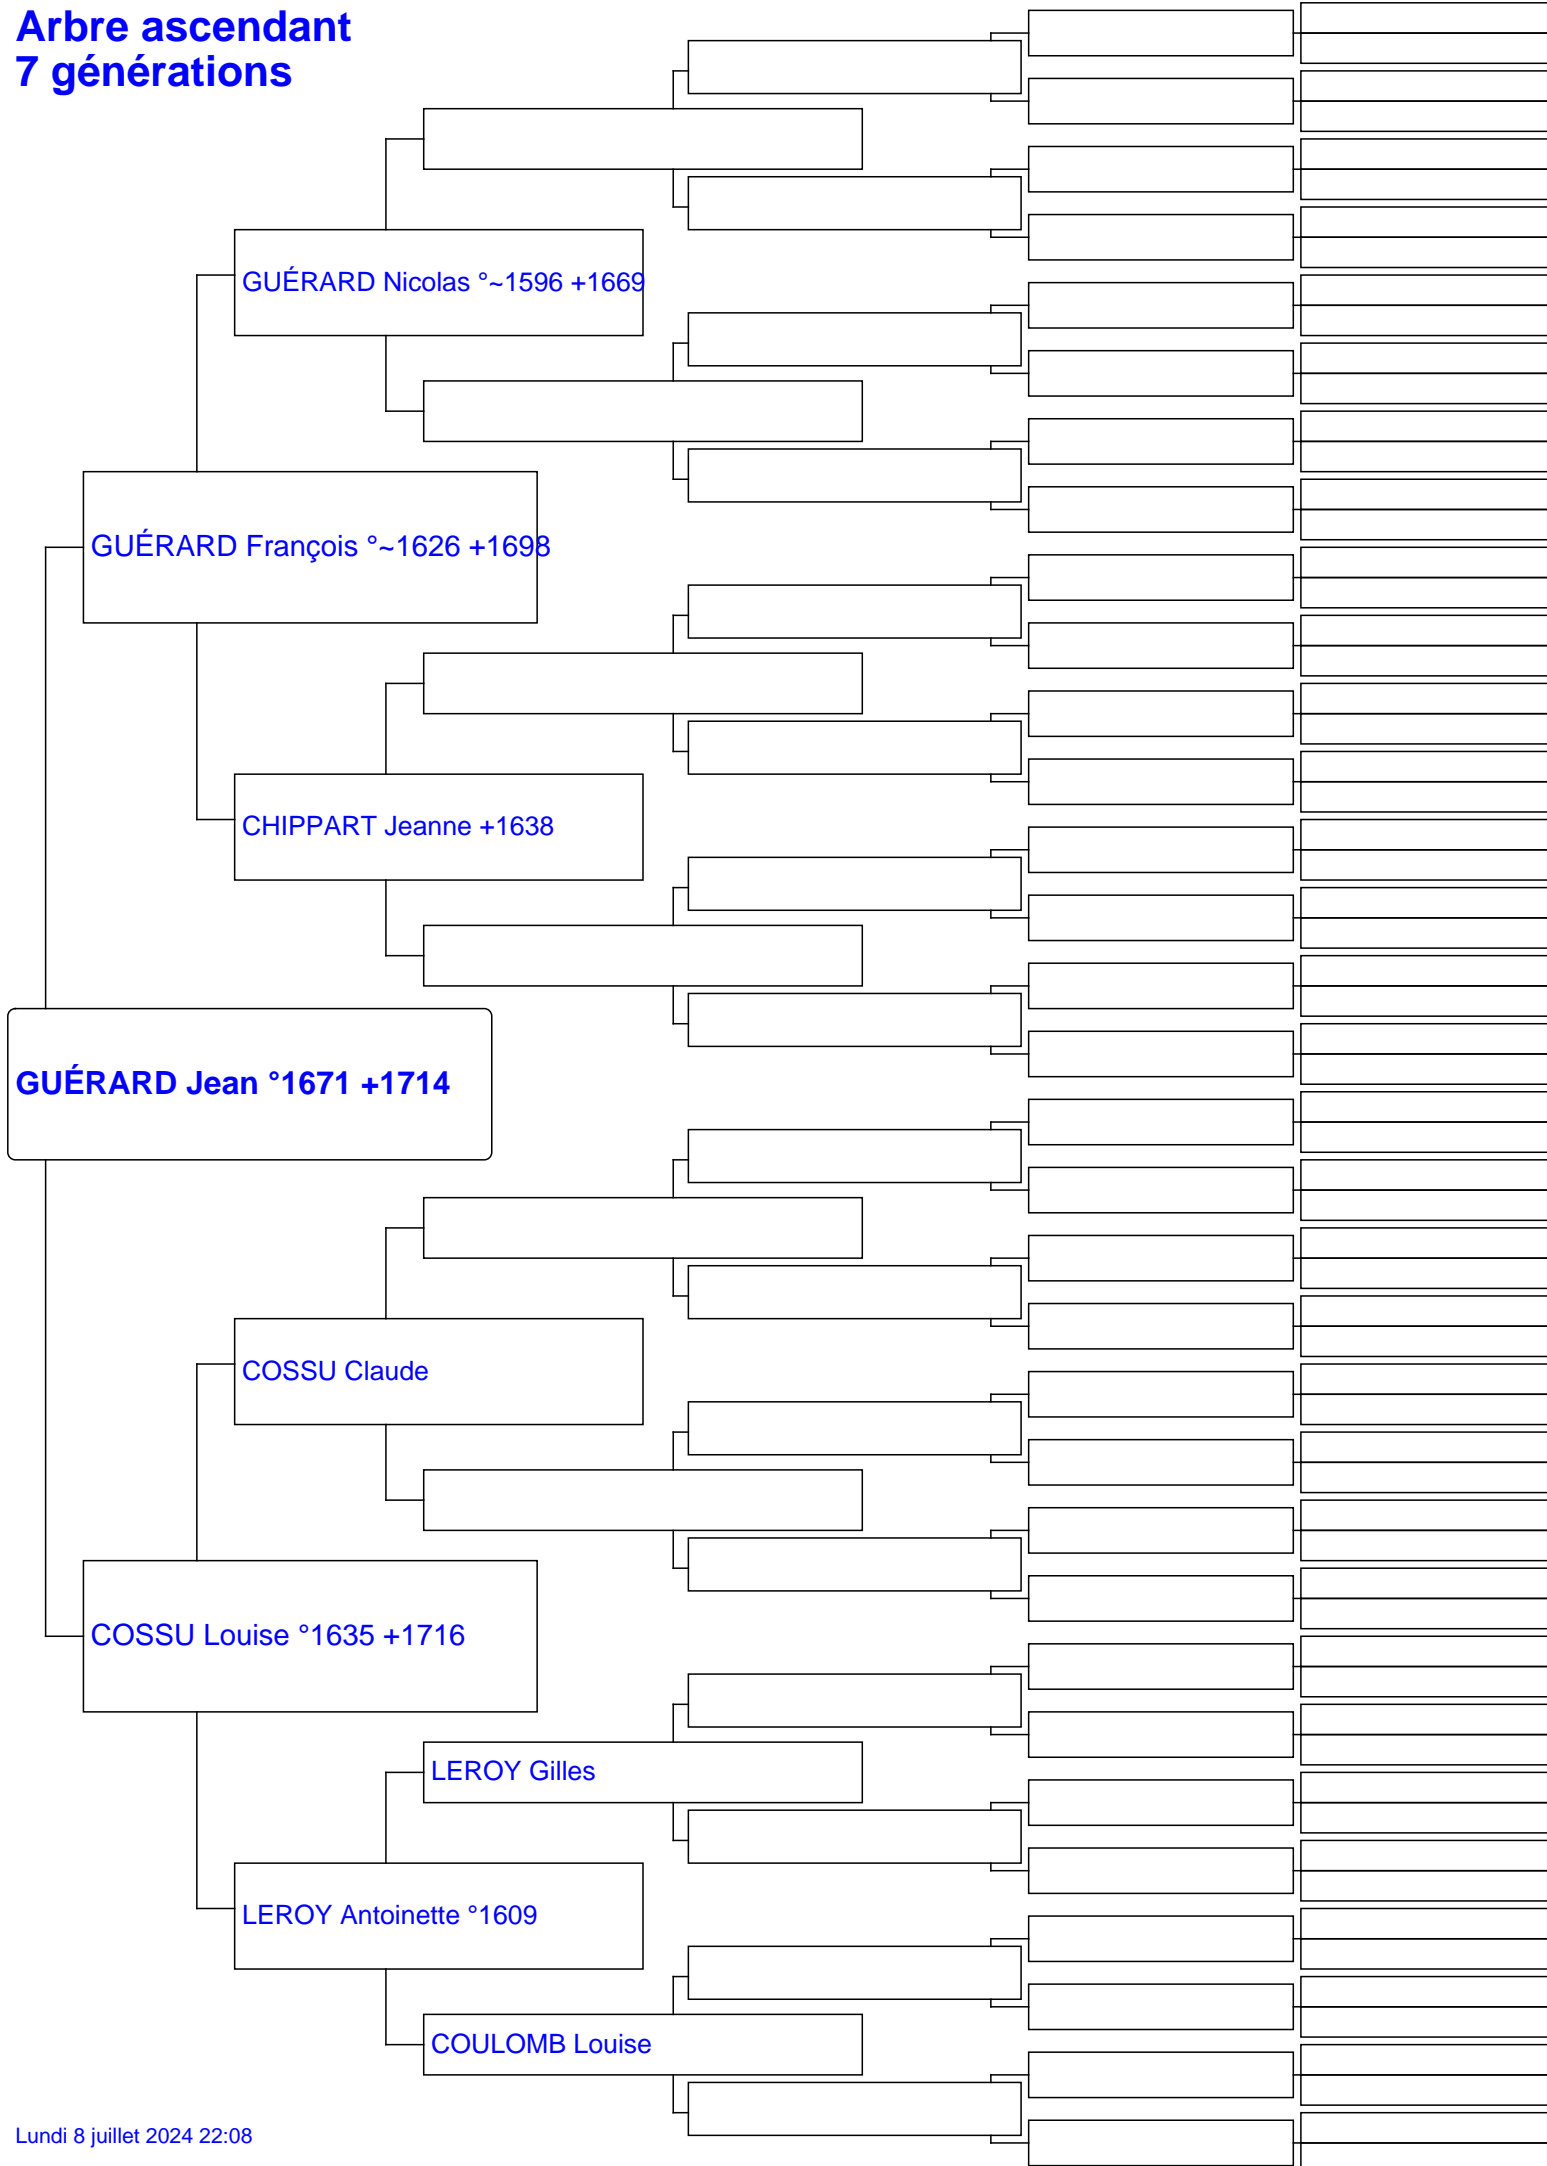 Arbre ascendant
7 générations
GUÉRARD Nicolas °~1596 +1669
GUÉRARD François °~1626 +1698
CHIPPART Jeanne +1638
GUÉRARD Jean °1671 +1714
COSSU Claude
COSSU Louise °1635 +1716
LEROY Gilles
LEROY Antoinette °1609
COULOMB Louise
Lundi 8 juillet 2024 22:08